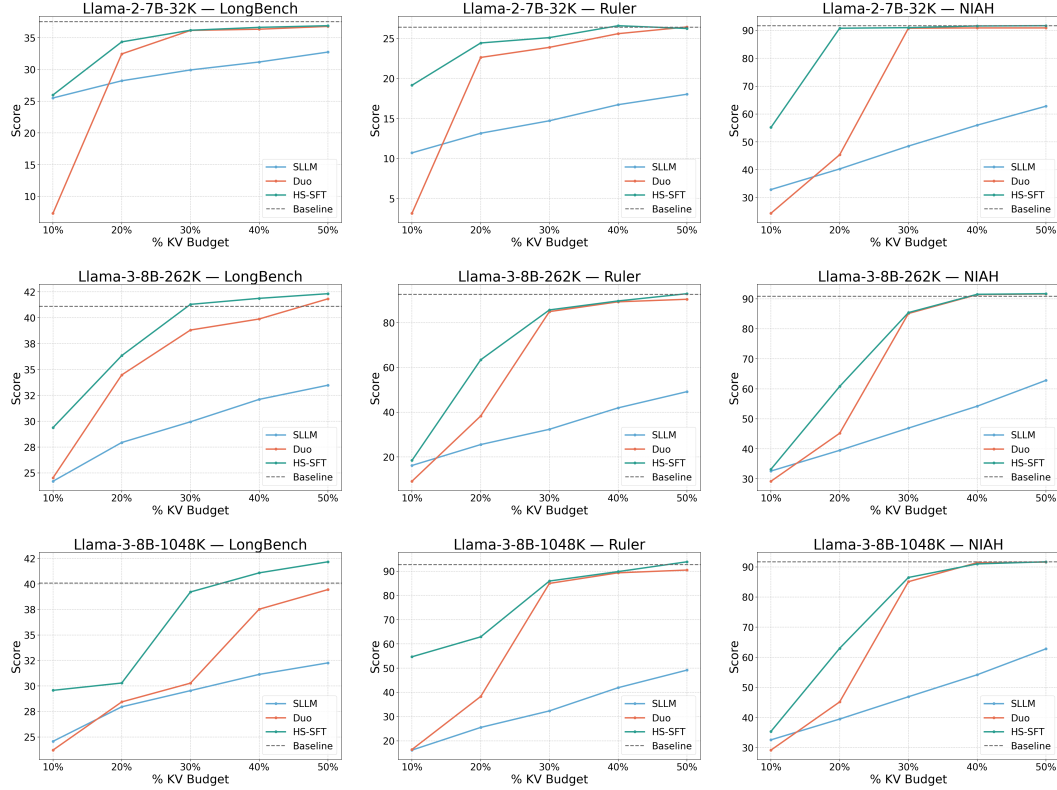 Llama-2-7B-32K — LongBench
Score
35
30
25
20
15
10
10%
20%
30%
40%
50%
% KV Budget
SLLM
Duo
HS-SFT
Baseline
Llama-2-7B-32K — Ruler
Score
25
20
15
10
5
10%
20%
30%
40%
50%
% KV Budget
SLLM
Duo
HS-SFT
Baseline
Llama-2-7B-32K — NIAH
Score
90
80
70
60
50
40
30
10%
20%
30%
40%
50%
% KV Budget
SLLM
Duo
HS-SFT
Baseline
Llama-3-8B-262K — LongBench
Score
42
40
38
35
32
30
28
25
10%
20%
30%
40%
50%
% KV Budget
SLLM
Duo
HS-SFT
Baseline
Llama-3-8B-262K — Ruler
Score
80
60
40
20
10%
20%
30%
40%
50%
% KV Budget
SLLM
Duo
HS-SFT
Baseline
Llama-3-8B-262K — NIAH
Score
90
80
70
60
50
40
30
10%
20%
30%
40%
50%
% KV Budget
SLLM
Duo
HS-SFT
Baseline
Llama-3-8B-1048K — LongBench
Score
42
40
38
35
32
30
28
25
10%
20%
30%
40%
50%
% KV Budget
SLLM
Duo
HS-SFT
Baseline
Llama-3-8B-1048K — Ruler
Score
90
80
70
60
50
40
30
20
10%
20%
30%
40%
50%
% KV Budget
SLLM
Duo
HS-SFT
Baseline
Llama-3-8B-1048K — NIAH
Score
90
80
70
60
50
40
30
10%
20%
30%
40%
50%
% KV Budget
SLLM
Duo
HS-SFT
Baseline